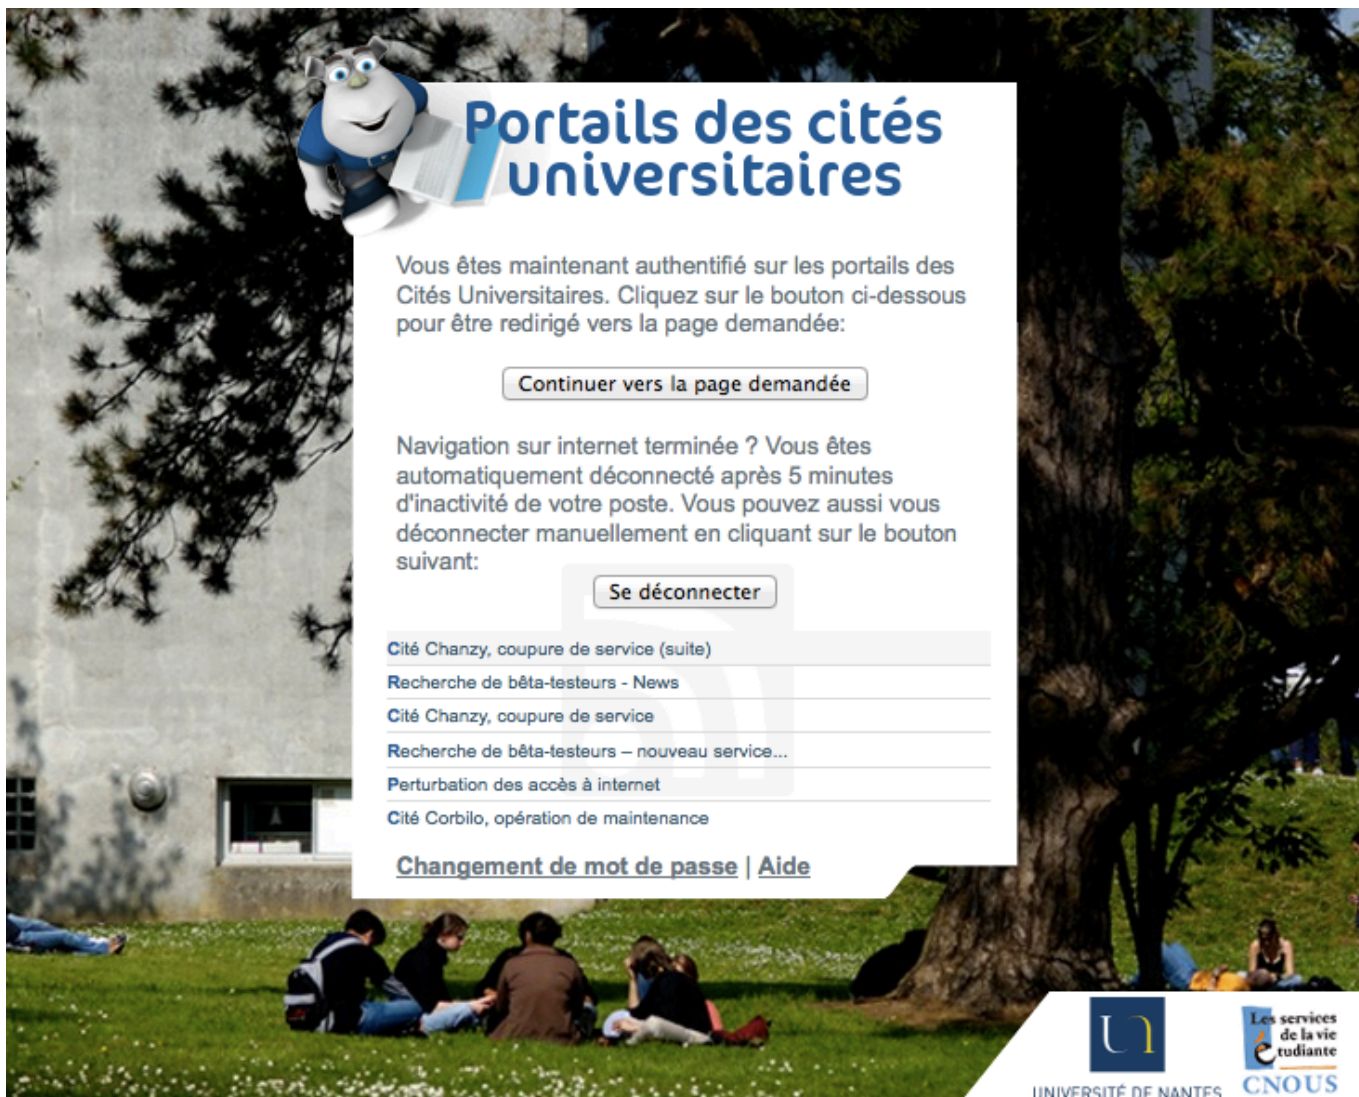 Portails des cités
universitaires
Vous êtes maintenant authentifié sur les portails des
Cités Universitaires. Cliquez sur le bouton ci-dessous
pour être redirigé vers la page demandée:
Continuer vers la page demandée
Navigation sur internet terminée ? Vous êtes
automatiquement déconnecté après 5 minutes
d'inactivité de votre poste. Vous pouvez aussi vous
déconnecter manuellement en cliquant sur le bouton
suivant:
Se déconnecter
Cité Chanzy, coupure de service (suite)
Recherche de bêta-testeurs - News
Cité Chanzy, coupure de service
Recherche de bêta-testeurs – nouveau service...
Perturbation des accès à internet
Cité Corbilo, opération de maintenance
Changement de mot de passe | Aide
UNIVERSITÉ DE NANTES
Les services
de la vie
étudiante
CNOUS